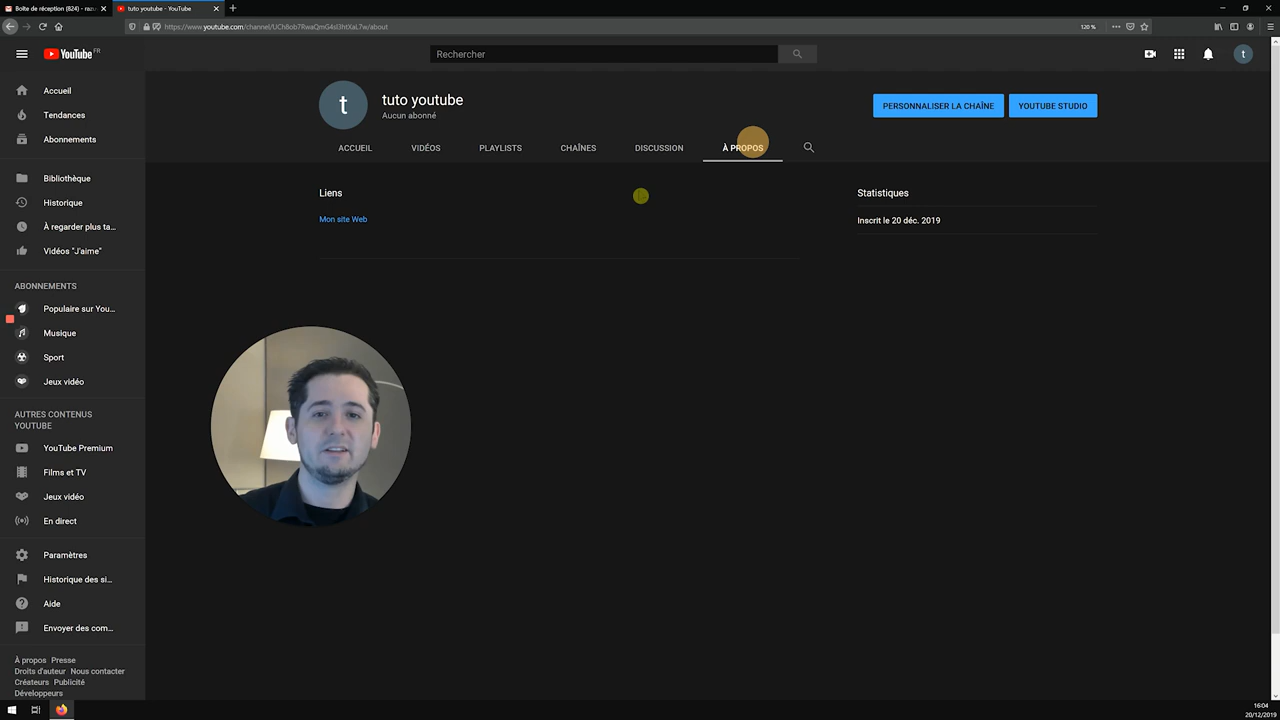 Boîte de réception (824) - raz
tuto youtube - YouTube
https://www.youtube.com/channel/UCh8ob7RwaQmG4sl3htXaL7w/about
120 %
YouTube FR
Rechercher
t
Accueil
Tendances
Abonnements
Bibliothèque
Historique
À regarder plus ta...
Vidéos "J'aime"
ABONNEMENTS
Populaire sur You...
Musique
Sport
Jeux vidéo
AUTRES CONTENUS
YOUTUBE
YouTube Premium
Films et TV
Jeux vidéo
En direct
Paramètres
Historique des si...
Aide
Envoyer des com...
À propos Presse
Droits d'auteur Nous contacter
Créateurs Publicité
Développeurs
t
tuto youtube
Aucun abonné
PERSONNALISER LA CHAÎNE
YOUTUBE STUDIO
ACCUEIL
VIDÉOS
PLAYLISTS
CHAÎNES
DISCUSSION
À PROPOS
Liens
Mon site Web
Statistiques
Inscrit le 20 déc. 2019
16:04
20/12/2019